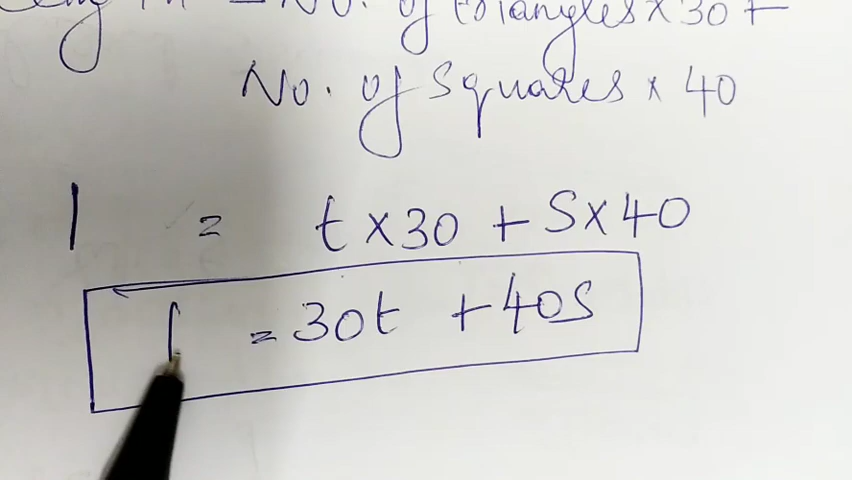 = No. of triangles × 30 +
No. of Squares × 40
l = t × 30 + S × 40
l = 30t + 40S